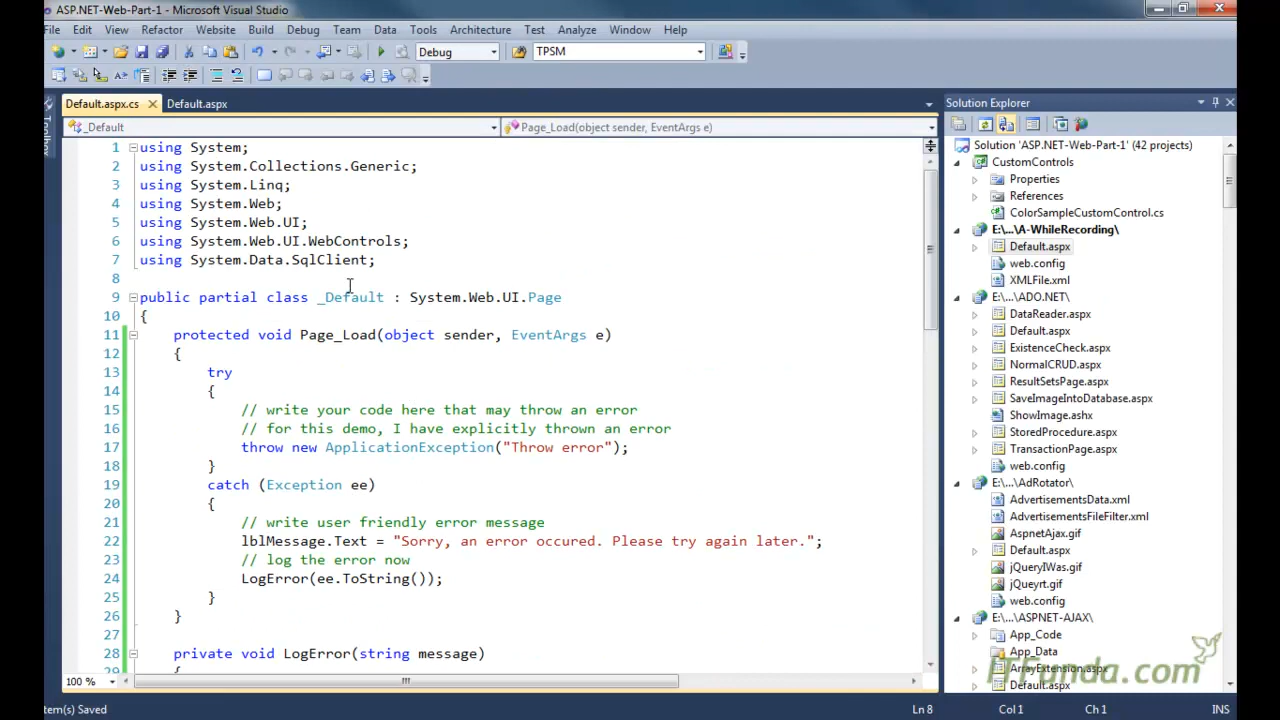 ASP.NET-Web-Part-1 - Microsoft Visual Studio
File Edit View Refactor Website Build Debug Team Data Tools Architecture Test Analyze Window Help
Debug TPSM
Default.aspx.cs Default.aspx
_Default Page_Load(object sender, EventArgs e)
Toolbox
1 using System;
2 using System.Collections.Generic;
3 using System.Linq;
4 using System.Web;
5 using System.Web.UI;
6 using System.Web.UI.WebControls;
7 using System.Data.SqlClient;
8
9 public partial class _Default : System.Web.UI.Page
10 {
11 protected void Page_Load(object sender, EventArgs e)
12 {
13 try
14 {
15 // write your code here that may throw an error
16 // for this demo, I have explicitly thrown an error
17 throw new ApplicationException("Throw error");
18 }
19 catch (Exception ee)
20 {
21 // write user friendly error message
22 lblMessage.Text = "Sorry, an error occured. Please try again later.";
23 // log the error now
24 LogError(ee.ToString());
25 }
26 }
27
28 private void LogError(string message)
29 {
100 %
Solution Explorer
Solution 'ASP.NET-Web-Part-1' (42 projects)
CustomControls
Properties
References
ColorSampleCustomControl.cs
E:\...\A-WhileRecording\
Default.aspx
web.config
XMLFile.xml
E:\...\ADO.NET\
DataReader.aspx
Default.aspx
ExistenceCheck.aspx
NormalCRUD.aspx
ResultSetsPage.aspx
SaveImageIntoDatabase.aspx
ShowImage.ashx
StoredProcedure.aspx
TransactionPage.aspx
web.config
E:\...\AdRotator\
AdvertisementsData.xml
AdvertisementsFileFilter.xml
AspnetAjax.gif
Default.aspx
jQueryIWas.gif
jQueyrt.gif
web.config
E:\...\ASPNET-AJAX\
App_Code
App_Data
ArrayExtension.aspx
Default.aspx
ITFunda.com
tem(s) Saved Ln 8 Col 1 Ch 1 INS